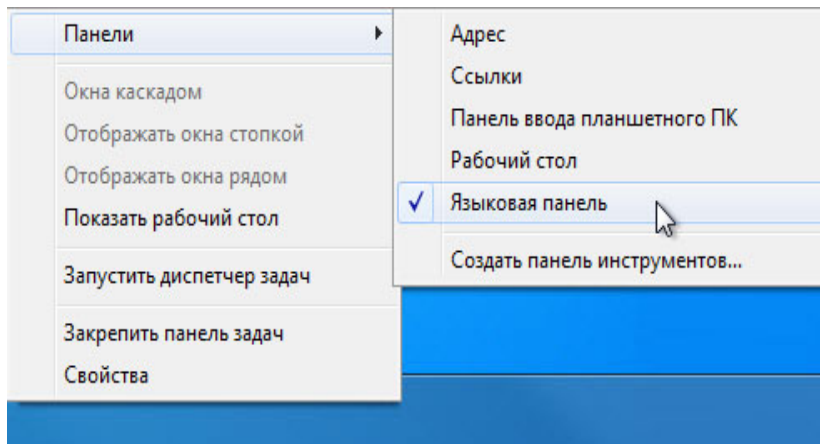 Панели
Окна каскадом
Отображать окна стопкой
Отображать окна рядом
Показать рабочий стол
Запустить диспетчер задач
Закрепить панель задач
Свойства
Адрес
Ссылки
Панель ввода планшетного ПК
Рабочий стол
Языковая панель
Создать панель инструментов...